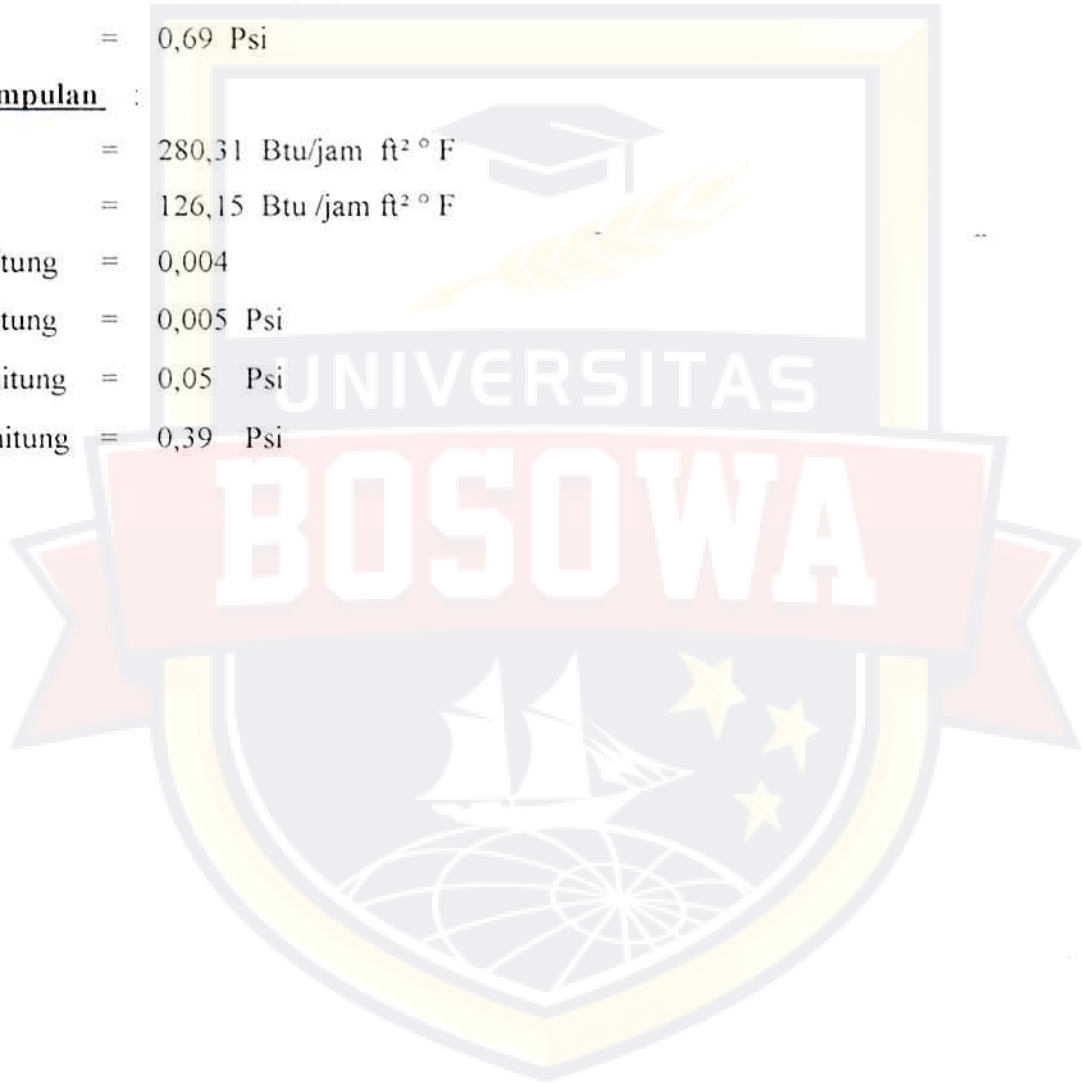 = 0,69 Psi
mpulan :
= 280,31 Btu/jam ft² ° F
= 126,15 Btu /jam ft² ° F
tung = 0,004
tung = 0,005 Psi
itung = 0,05 Psi
itung = 0,39 Psi
UNIVERSITAS
BOSOWA